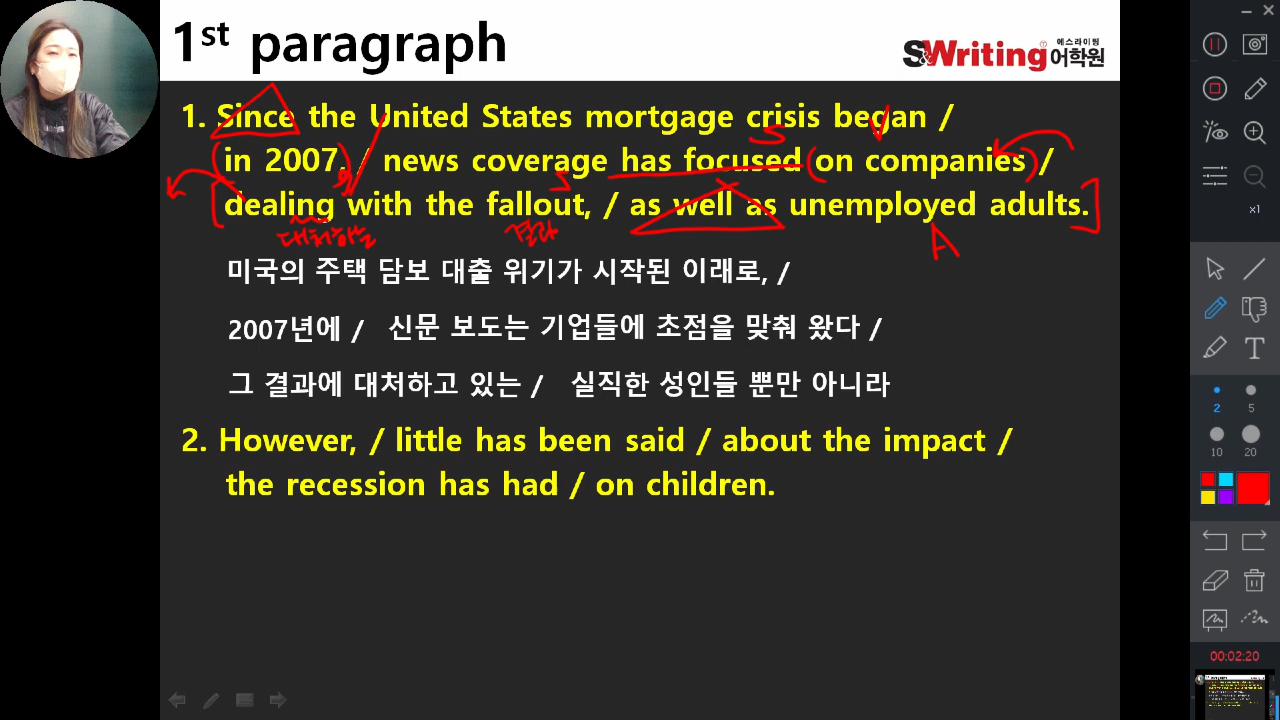 1st paragraph
S&Writing 에스라이팅 어학원
1. Since the United States mortgage crisis began /
S V
in 2007, / news coverage has focused (on companies) /
dealing with the fallout, / as well as unemployed adults.
대처하는 결과 A
미국의 주택 담보 대출 위기가 시작된 이래로, /
2007년에 / 신문 보도는 기업들에 초점을 맞춰 왔다 /
그 결과에 대처하고 있는 / 실직한 성인들 뿐만 아니라
2. However, / little has been said / about the impact /
the recession has had / on children.
x1
2 5
10 20
00:02:20